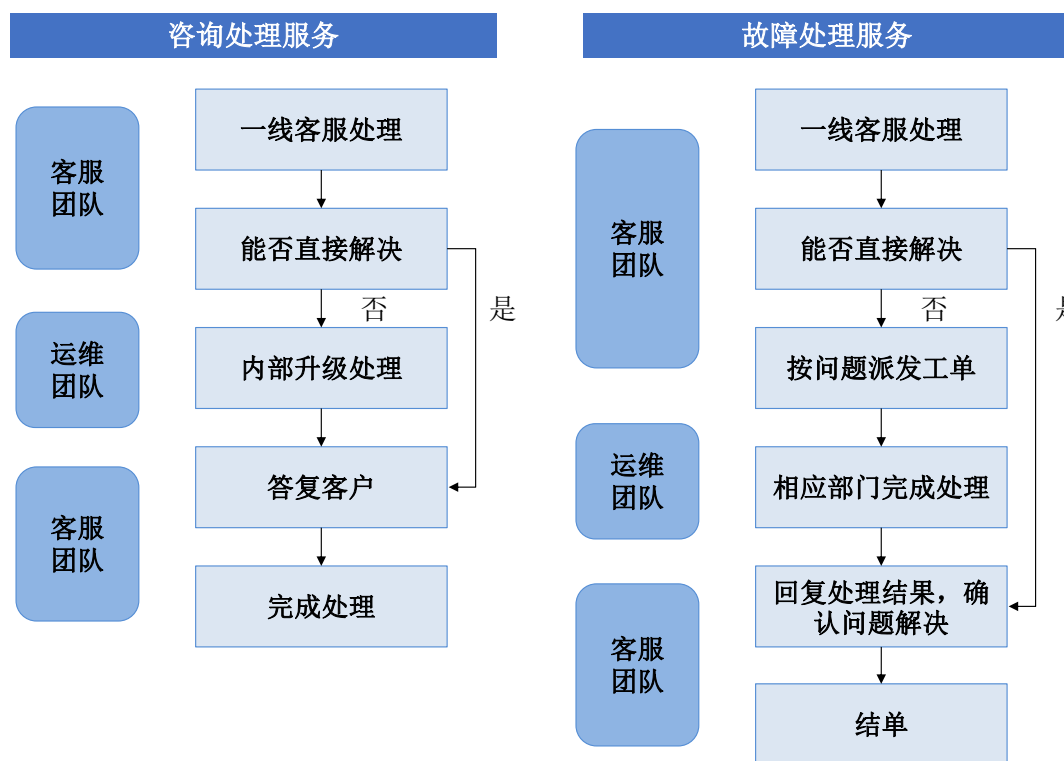 咨询处理服务
客服
团队
一线客服处理
能否直接解决
否
是
运维
团队
内部升级处理
客服
团队
答复客户
完成处理
故障处理服务
客服
团队
一线客服处理
能否直接解决
否
按问题派发工单
运维
团队
相应部门完成处理
客服
团队
回复处理结果，确
认问题解决
结单